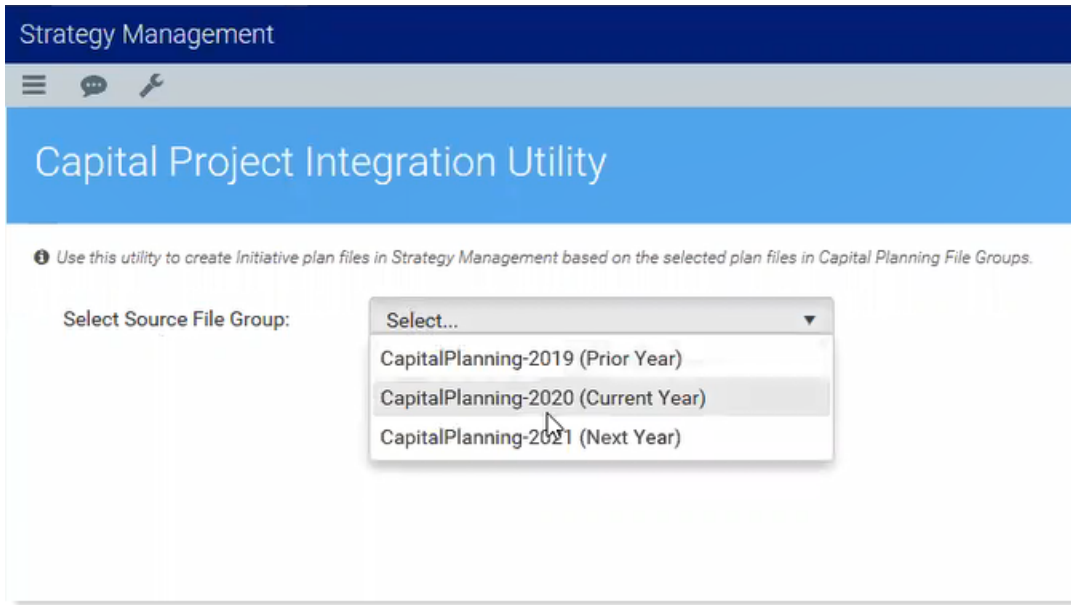 Strategy Management
Capital Project Integration Utility
Use this utility to create Initiative plan files in Strategy Management based on the selected plan files in Capital Planning File Groups.
Select Source File Group:
Select...
CapitalPlanning-2019 (Prior Year)
CapitalPlanning-2020 (Current Year)
CapitalPlanning-2021 (Next Year)